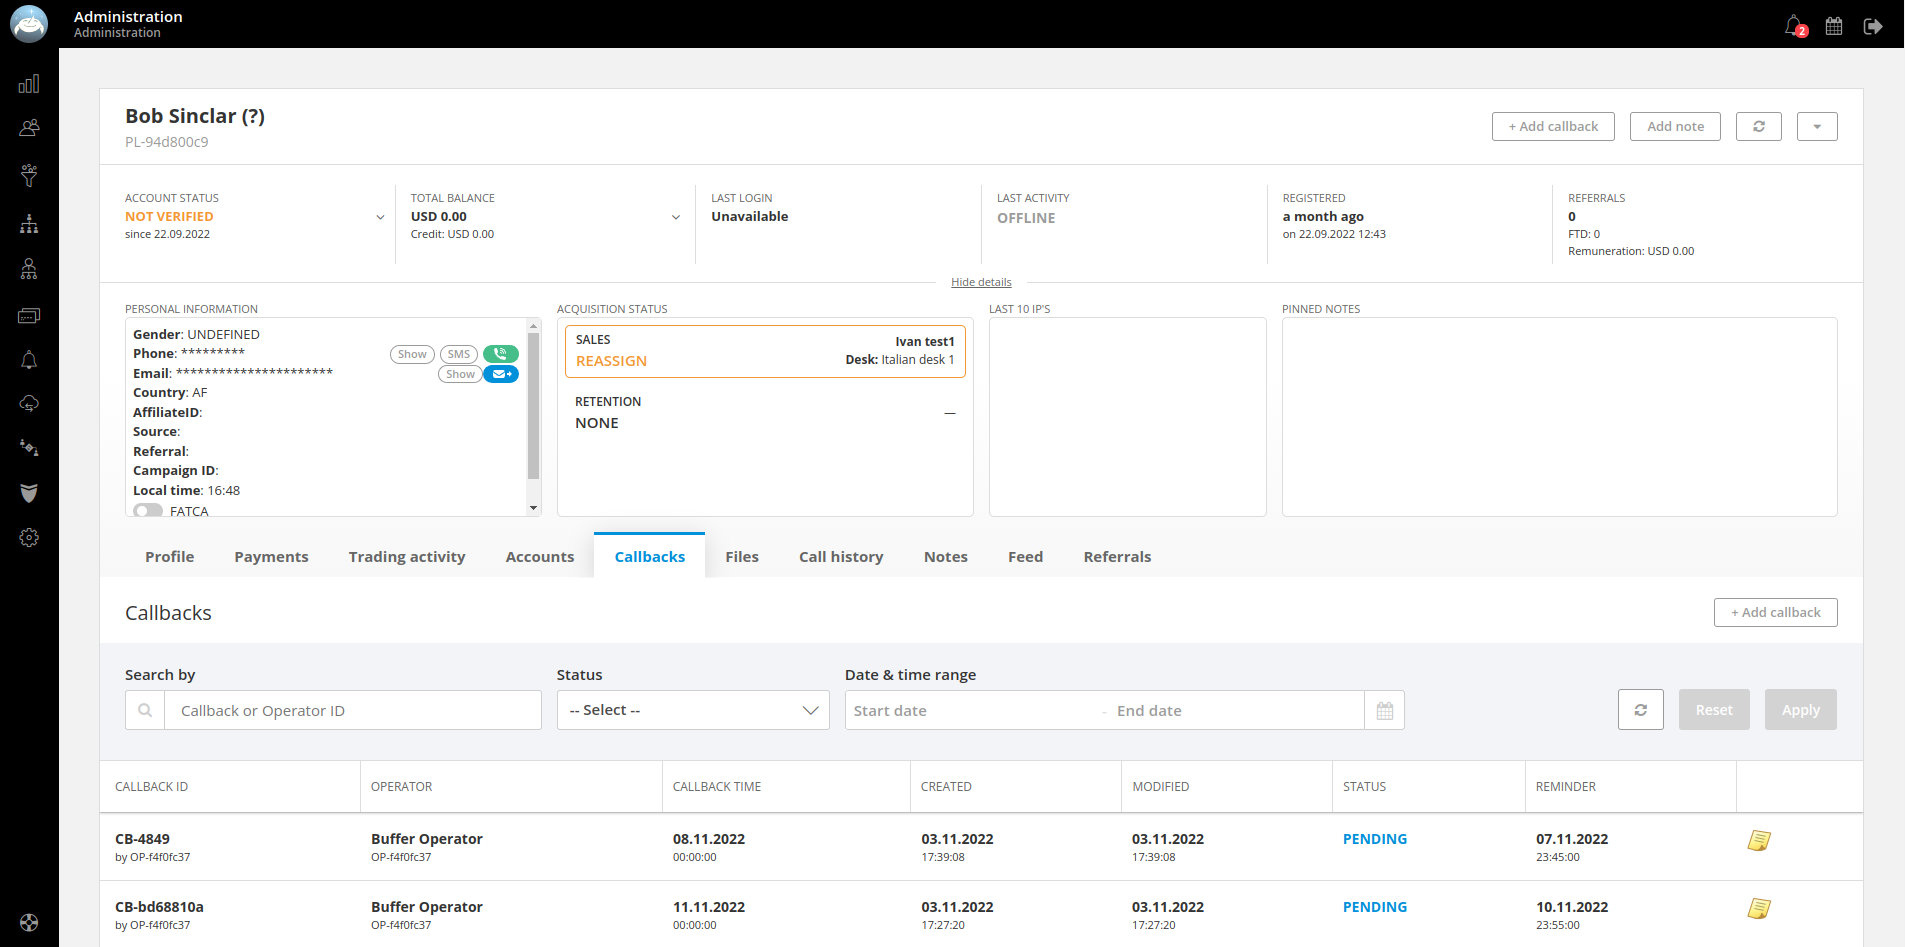 Administration
Administration
2
Bob Sinclar (?)
PL-94d800c9
+ Add callback
Add note
ACCOUNT STATUS
NOT VERIFIED
since 22.09.2022
TOTAL BALANCE
USD 0.00
Credit: USD 0.00
LAST LOGIN
Unavailable
LAST ACTIVITY
OFFLINE
REGISTERED
a month ago
on 22.09.2022 12:43
REFERRALS
0
FTD: 0
Remuneration: USD 0.00
Hide details
PERSONAL INFORMATION
Gender: UNDEFINED
Phone: *********
Show SMS
Email: **********************
Show
Country: AF
AffiliateID:
Source:
Referral:
Campaign ID:
Local time: 16:48
FATCA
ACQUISITION STATUS
SALES
REASSIGN
Ivan test1
Desk: Italian desk 1
RETENTION
NONE
—
LAST 10 IP'S
PINNED NOTES
Profile Payments Trading activity Accounts Callbacks Files Call history Notes Feed Referrals
Callbacks
+ Add callback
Search by
Callback or Operator ID
Status
-- Select --
Date & time range
Start date - End date
Reset
Apply
CALLBACK ID OPERATOR CALLBACK TIME CREATED MODIFIED STATUS REMINDER
CB-4849 Buffer Operator 08.11.2022 03.11.2022 03.11.2022 PENDING 07.11.2022
by OP-f4f0fc37 OP-f4f0fc37 00:00:00 17:39:08 17:39:08 23:45:00
CB-bd68810a Buffer Operator 11.11.2022 03.11.2022 03.11.2022 PENDING 10.11.2022
by OP-f4f0fc37 OP-f4f0fc37 00:00:00 17:27:20 17:27:20 23:55:00